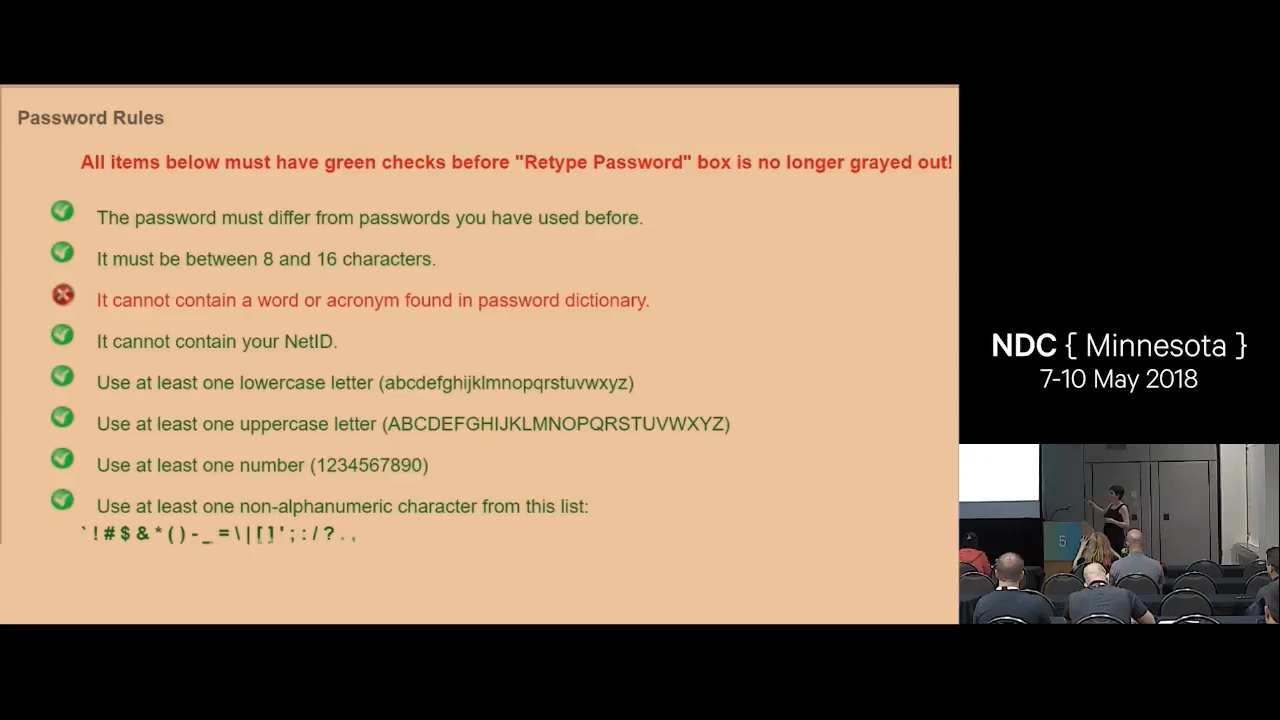 Password Rules
All items below must have green checks before "Retype Password" box is no longer grayed out!
The password must differ from passwords you have used before.
It must be between 8 and 16 characters.
It cannot contain a word or acronym found in password dictionary.
It cannot contain your NetID.
Use at least one lowercase letter (abcdefghijklmnopqrstuvwxyz)
Use at least one uppercase letter (ABCDEFGHIJKLMNOPQRSTUVWXYZ)
Use at least one number (1234567890)
Use at least one non-alphanumeric character from this list:
` ! # $ & * ( ) - _ = \ | [ ] ' ; : / ? . ,
NDC { Minnesota }
7-10 May 2018
5